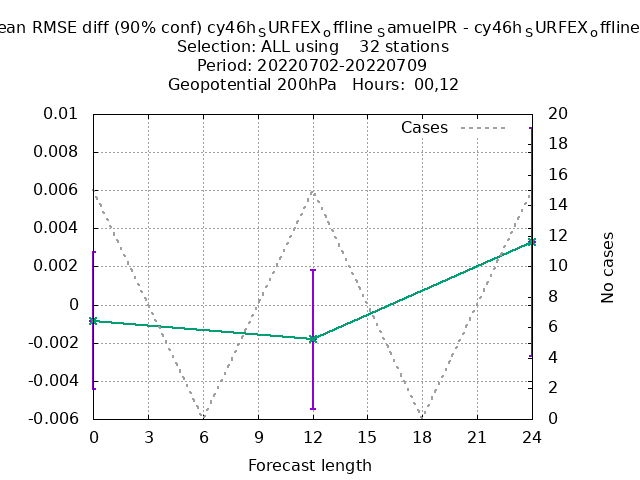 ean RMSE diff (90% conf) cy46hSURFEXoffline samuelPR - cy46hSURFEXoffline
Selection: ALL using 32 stations
Period: 20220702-20220709
Geopotential 200hPa Hours: 00,12
Cases
0.01
0.008
0.006
0.004
0.002
0
-0.002
-0.004
-0.006
20
18
16
14
12
10
8
6
4
2
0
No cases
0 3 6 9 12 15 18 21 24
Forecast length